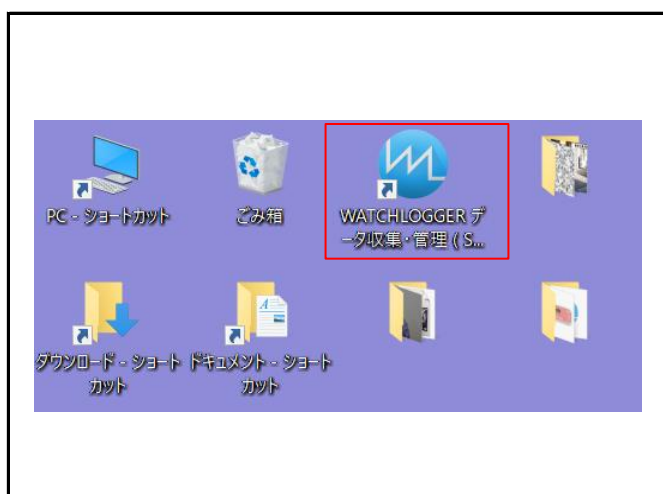 PC - ショートカット
ごみ箱
WATCHLOGGER デ
ータ収集・管理 ( S...
ダウンロード - ショート
カット
ドキュメント - ショート
カット